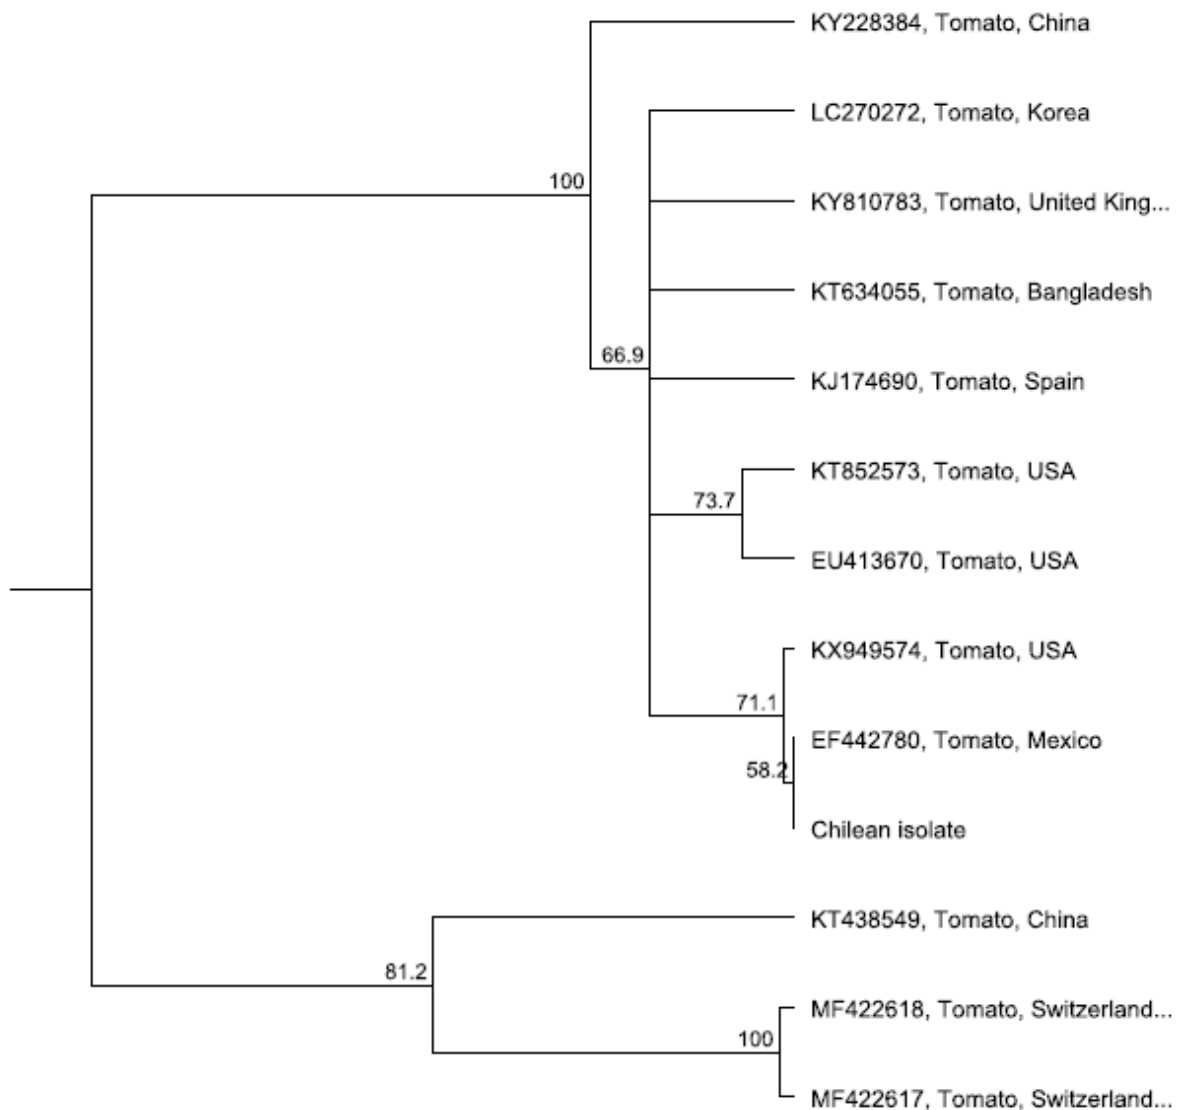 KY228384, Tomato, China
LC270272, Tomato, Korea
100
KY810783, Tomato, United King...
KT634055, Tomato, Bangladesh
66.9
KJ174690, Tomato, Spain
KT852573, Tomato, USA
73.7
EU413670, Tomato, USA
KX949574, Tomato, USA
71.1
EF442780, Tomato, Mexico
58.2
Chilean isolate
KT438549, Tomato, China
81.2
MF422618, Tomato, Switzerland...
100
MF422617, Tomato, Switzerland...